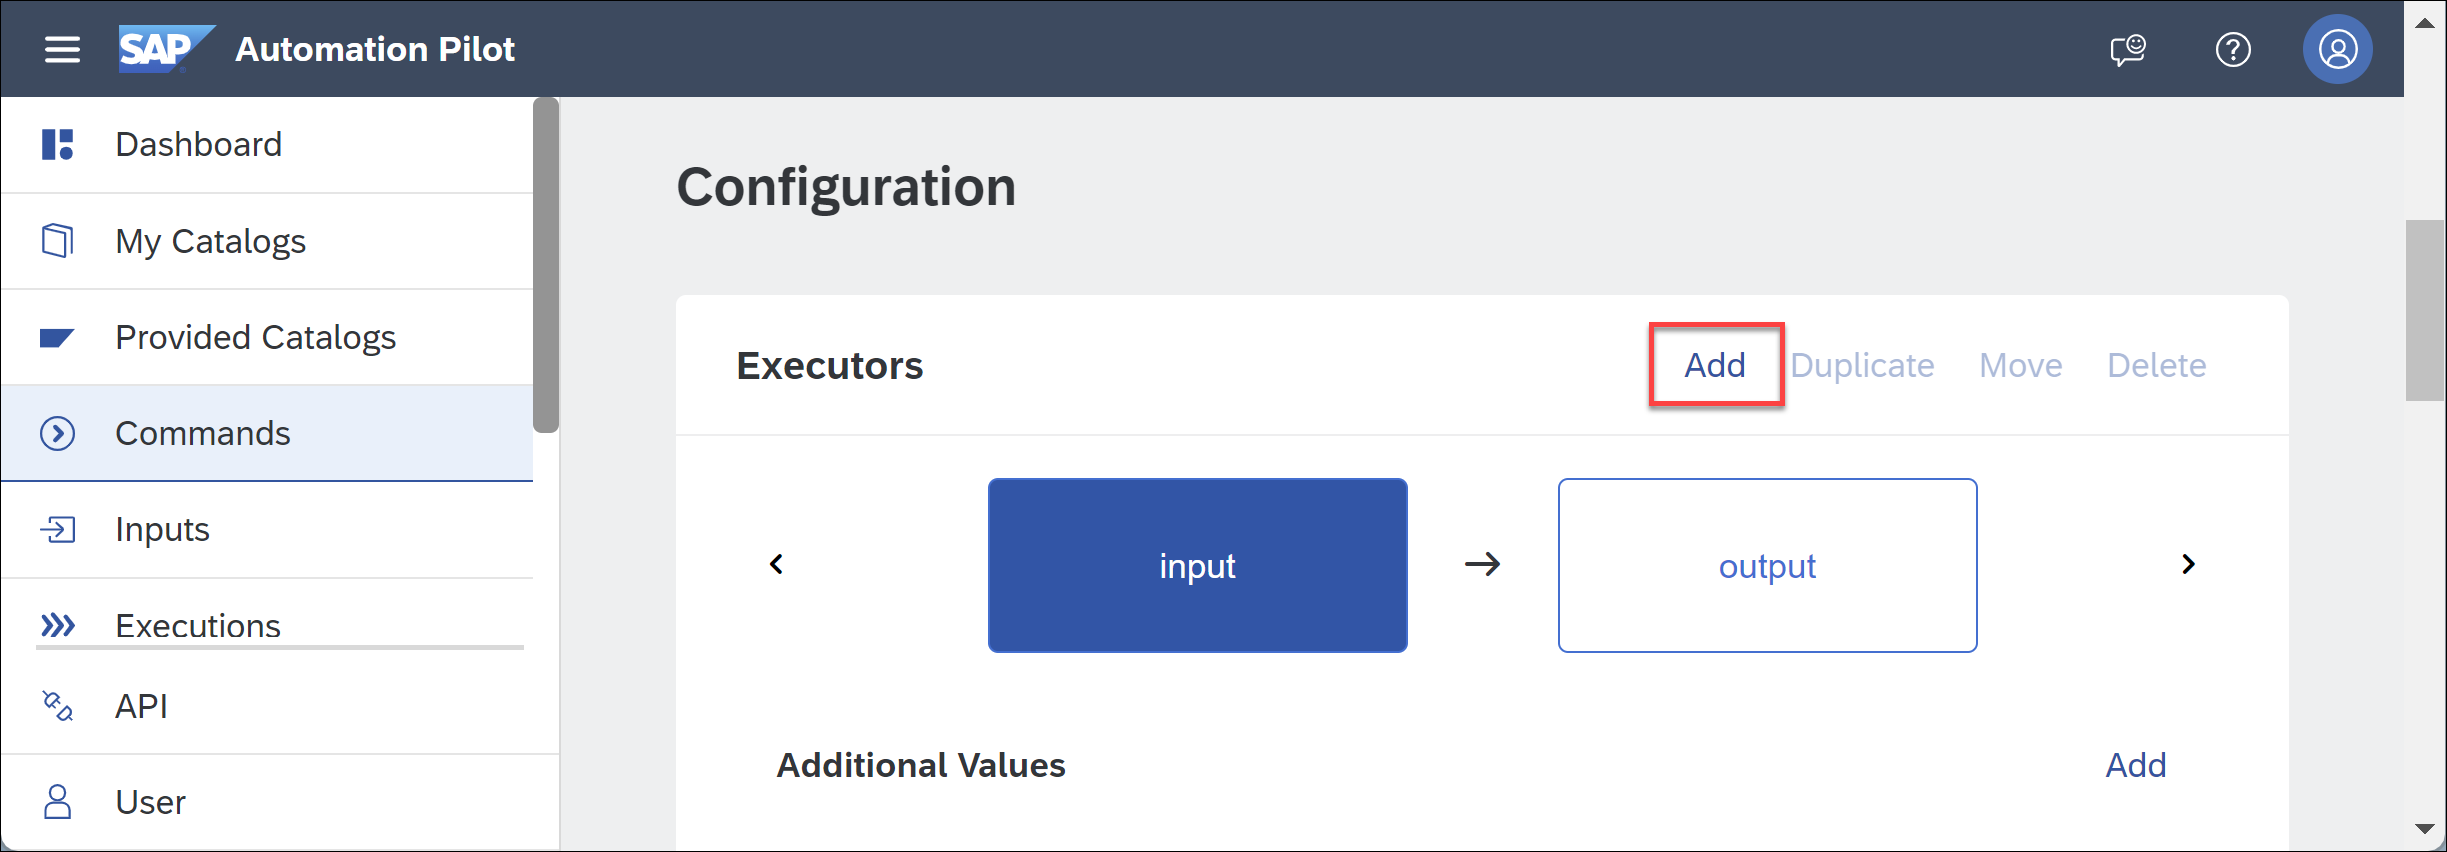 SAP Automation Pilot
Dashboard
My Catalogs
Provided Catalogs
Commands
Inputs
Executions
API
User
Configuration
Executors Add Duplicate Move Delete
input output
Additional Values Add